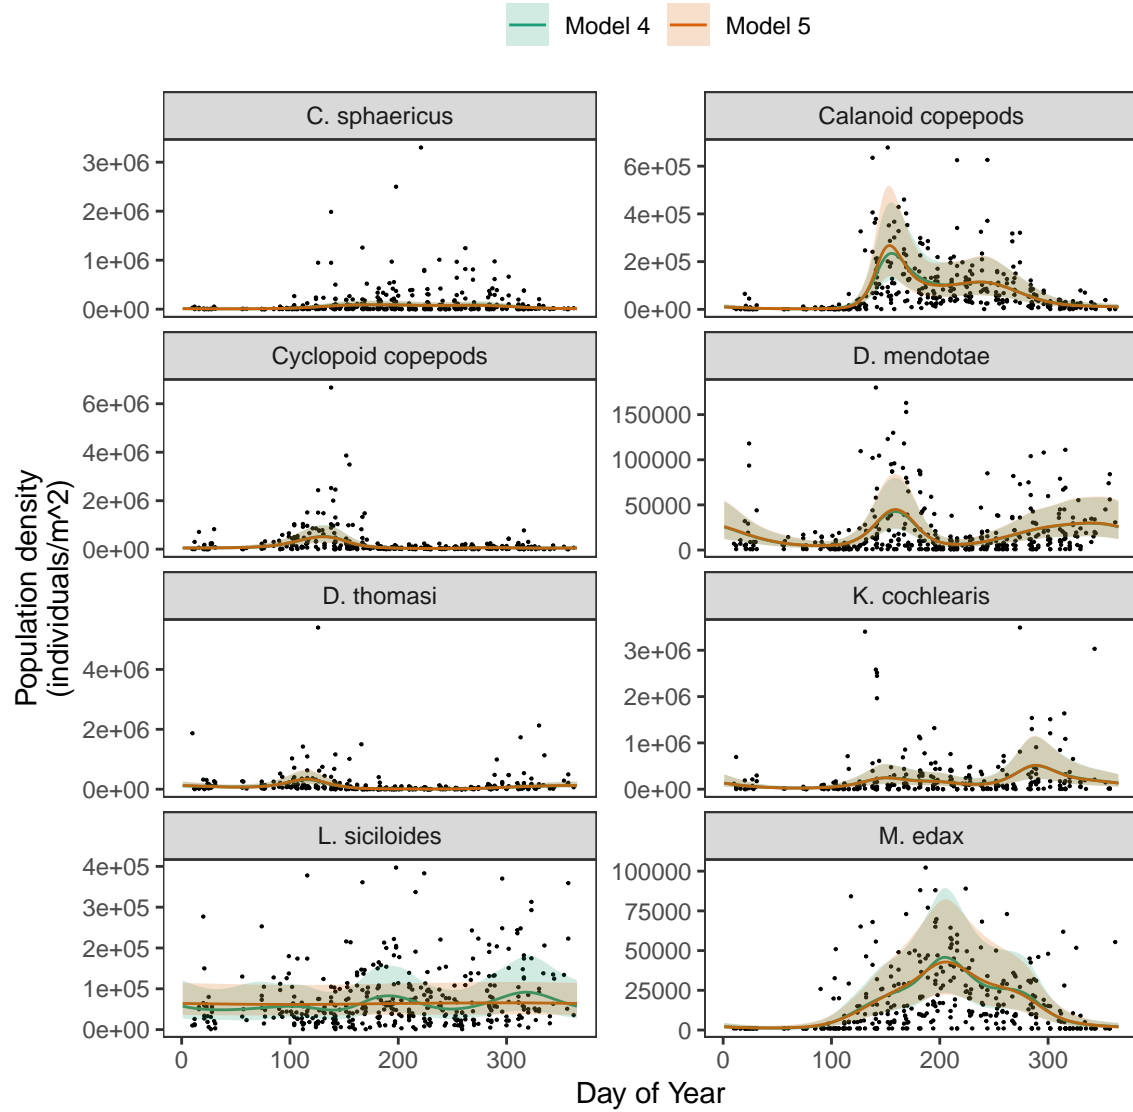 Model 4 Model 5
C. sphaericus
Calanoid copepods
3e+06
2e+06
1e+06
0e+00
6e+05
4e+05
2e+05
0e+00
Cyclopoid copepods
D. mendotae
6e+06
4e+06
2e+06
0e+00
150000
100000
50000
0
D. thomasi
K. cochlearis
4e+06
2e+06
0e+00
3e+06
2e+06
1e+06
0e+00
L. siciloides
M. edax
4e+05
3e+05
2e+05
1e+05
0e+00
100000
75000
50000
25000
0
0 100 200 300
0 100 200 300
Day of Year
Population density
(individuals/m^2)